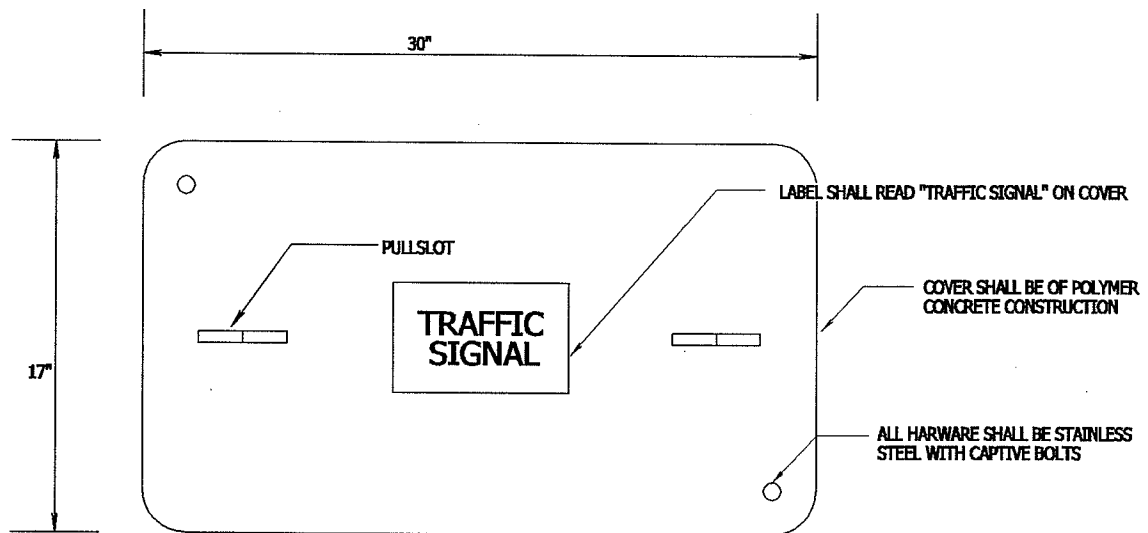 30"
LABEL SHALL READ "TRAFFIC SIGNAL" ON COVER
PULLSLOT
COVER SHALL BE OF POLYMER
CONCRETE CONSTRUCTION
TRAFFIC
SIGNAL
17"
ALL HARWARE SHALL BE STAINLESS
STEEL WITH CAPTIVE BOLTS